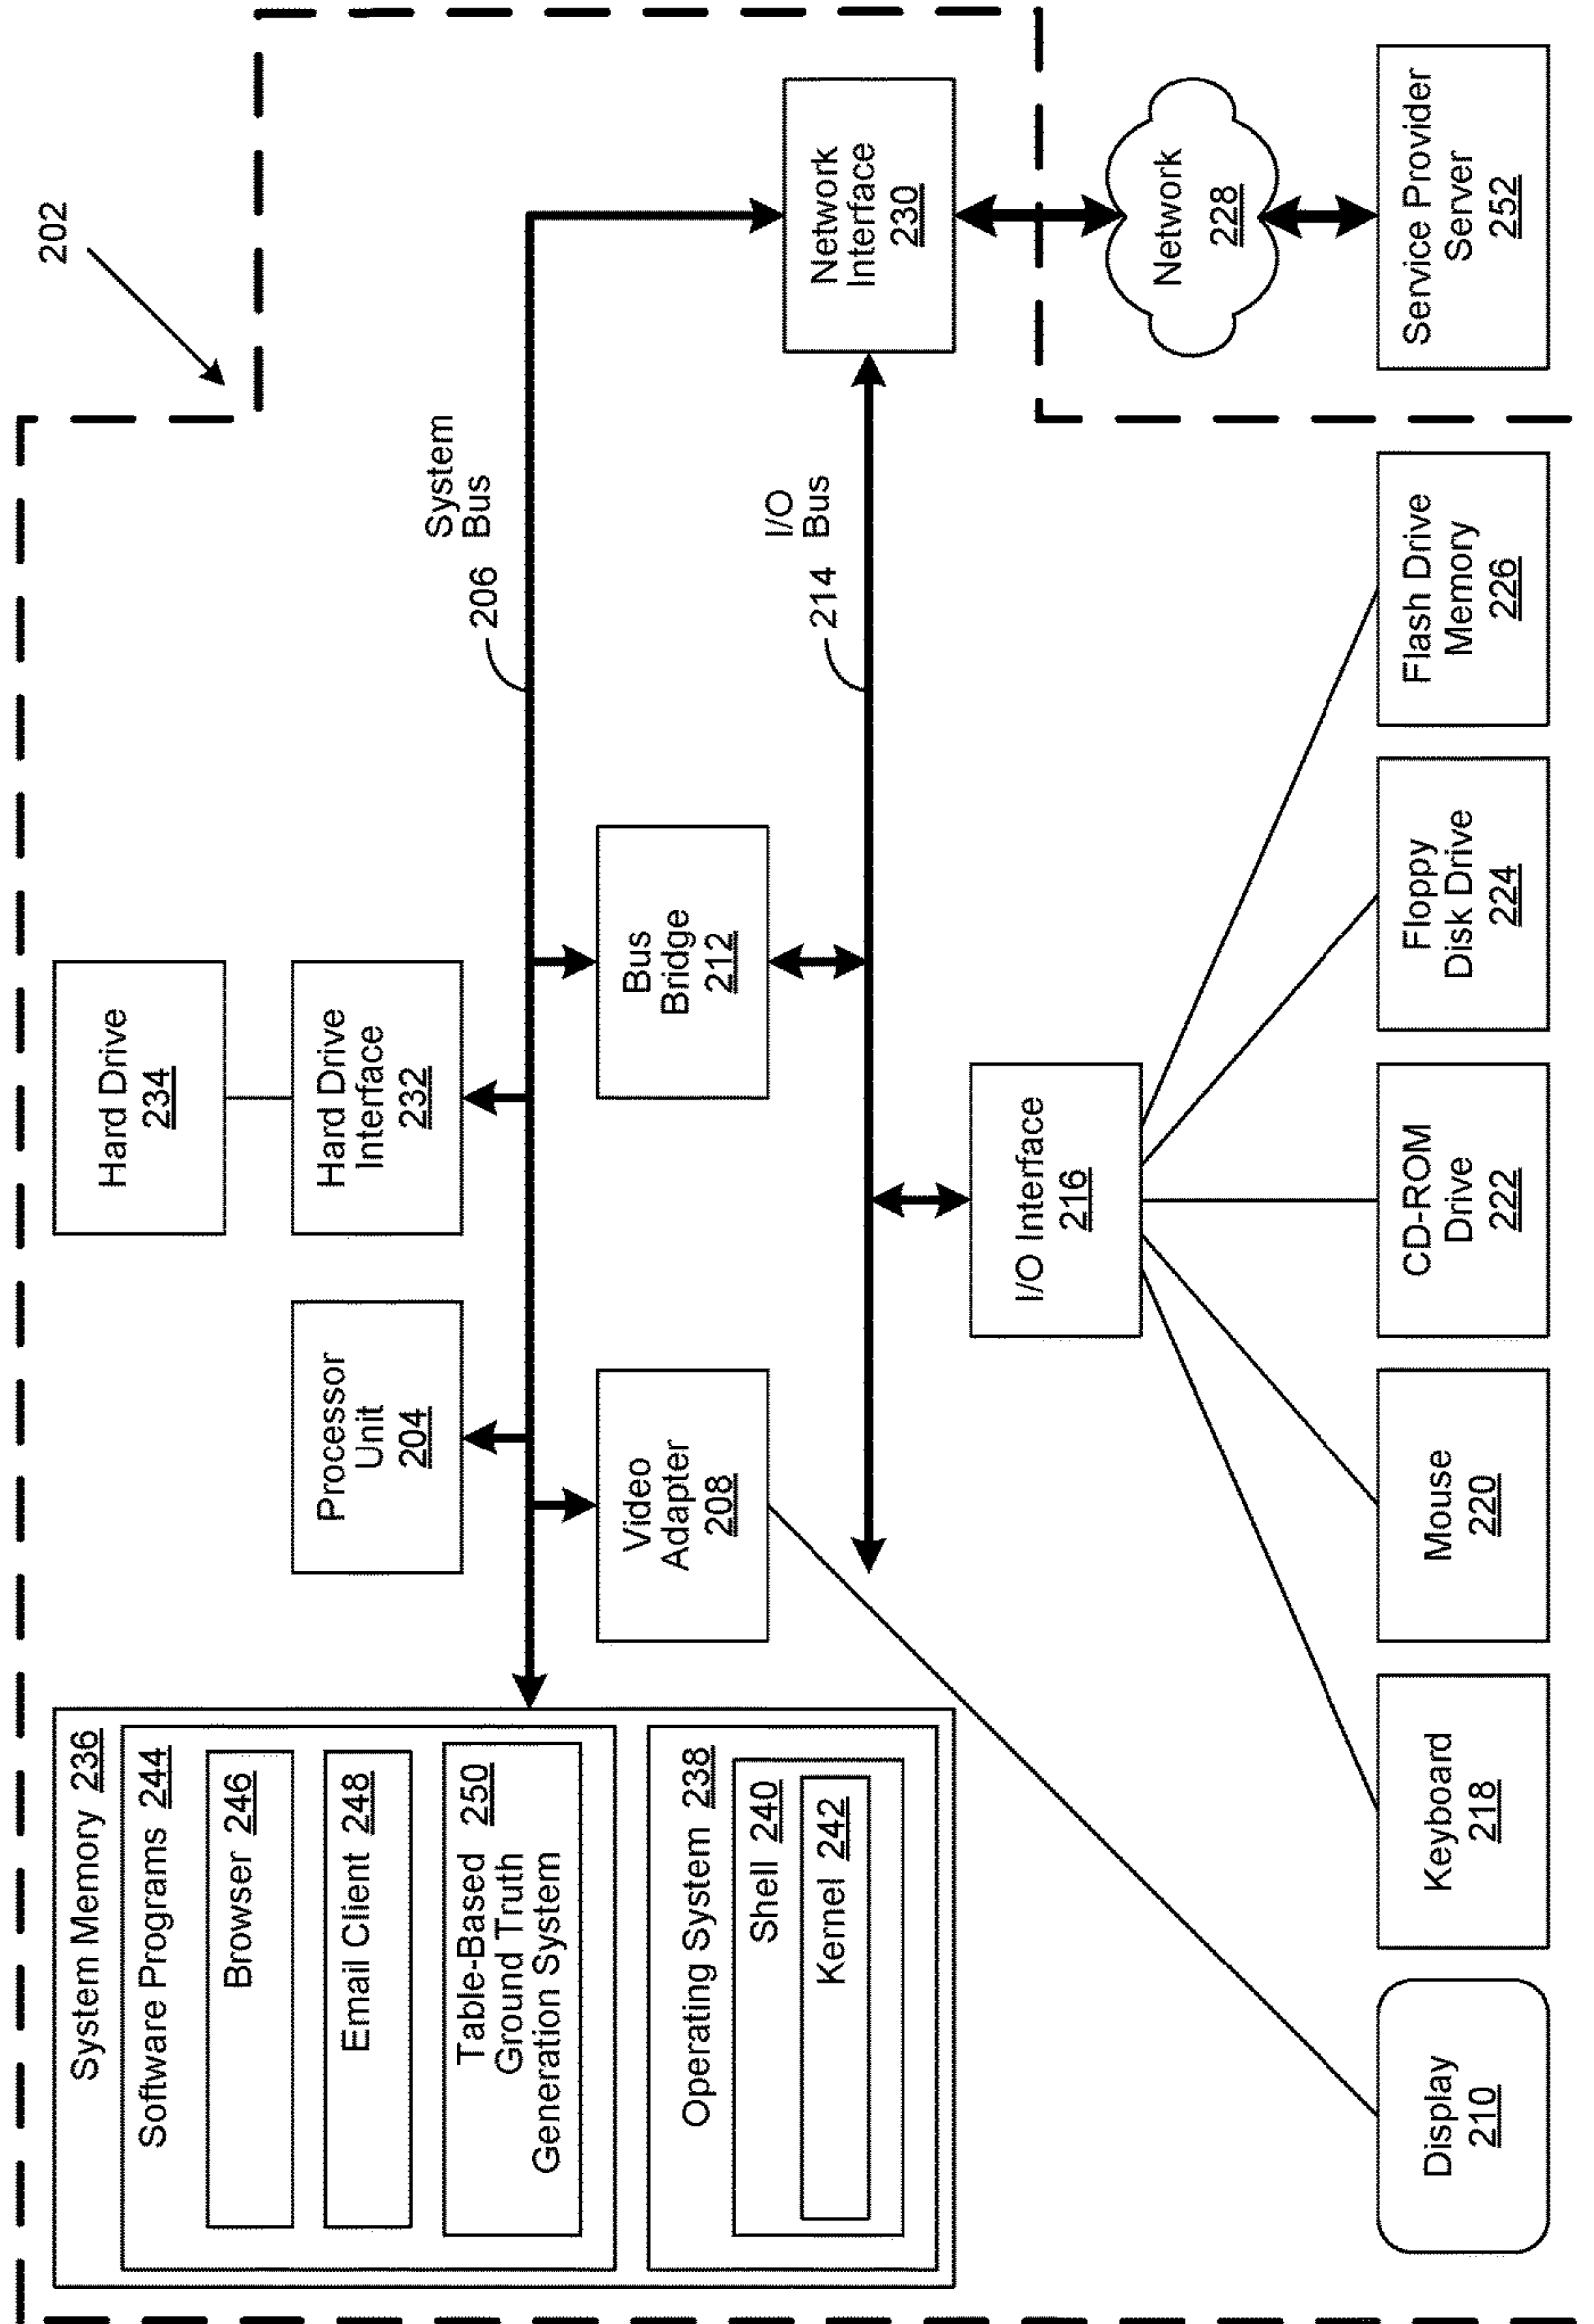 202
System Memory 236
Software Programs 244
Browser 246
Email Client 248
Table-Based 250
Ground Truth
Generation System
Operating System 238
Shell 240
Kernel 242
Hard Drive
234
Processor
Unit
204
Hard Drive
Interface
232
System
Bus
206
Video
Adapter
208
Bus
Bridge
212
I/O
Bus
214
Network
Interface
230
I/O Interface
216
Network
228
Display
210
Keyboard
218
Mouse
220
CD-ROM
Drive
222
Floppy
Disk Drive
224
Flash Drive
Memory
226
Service Provider
Server
252